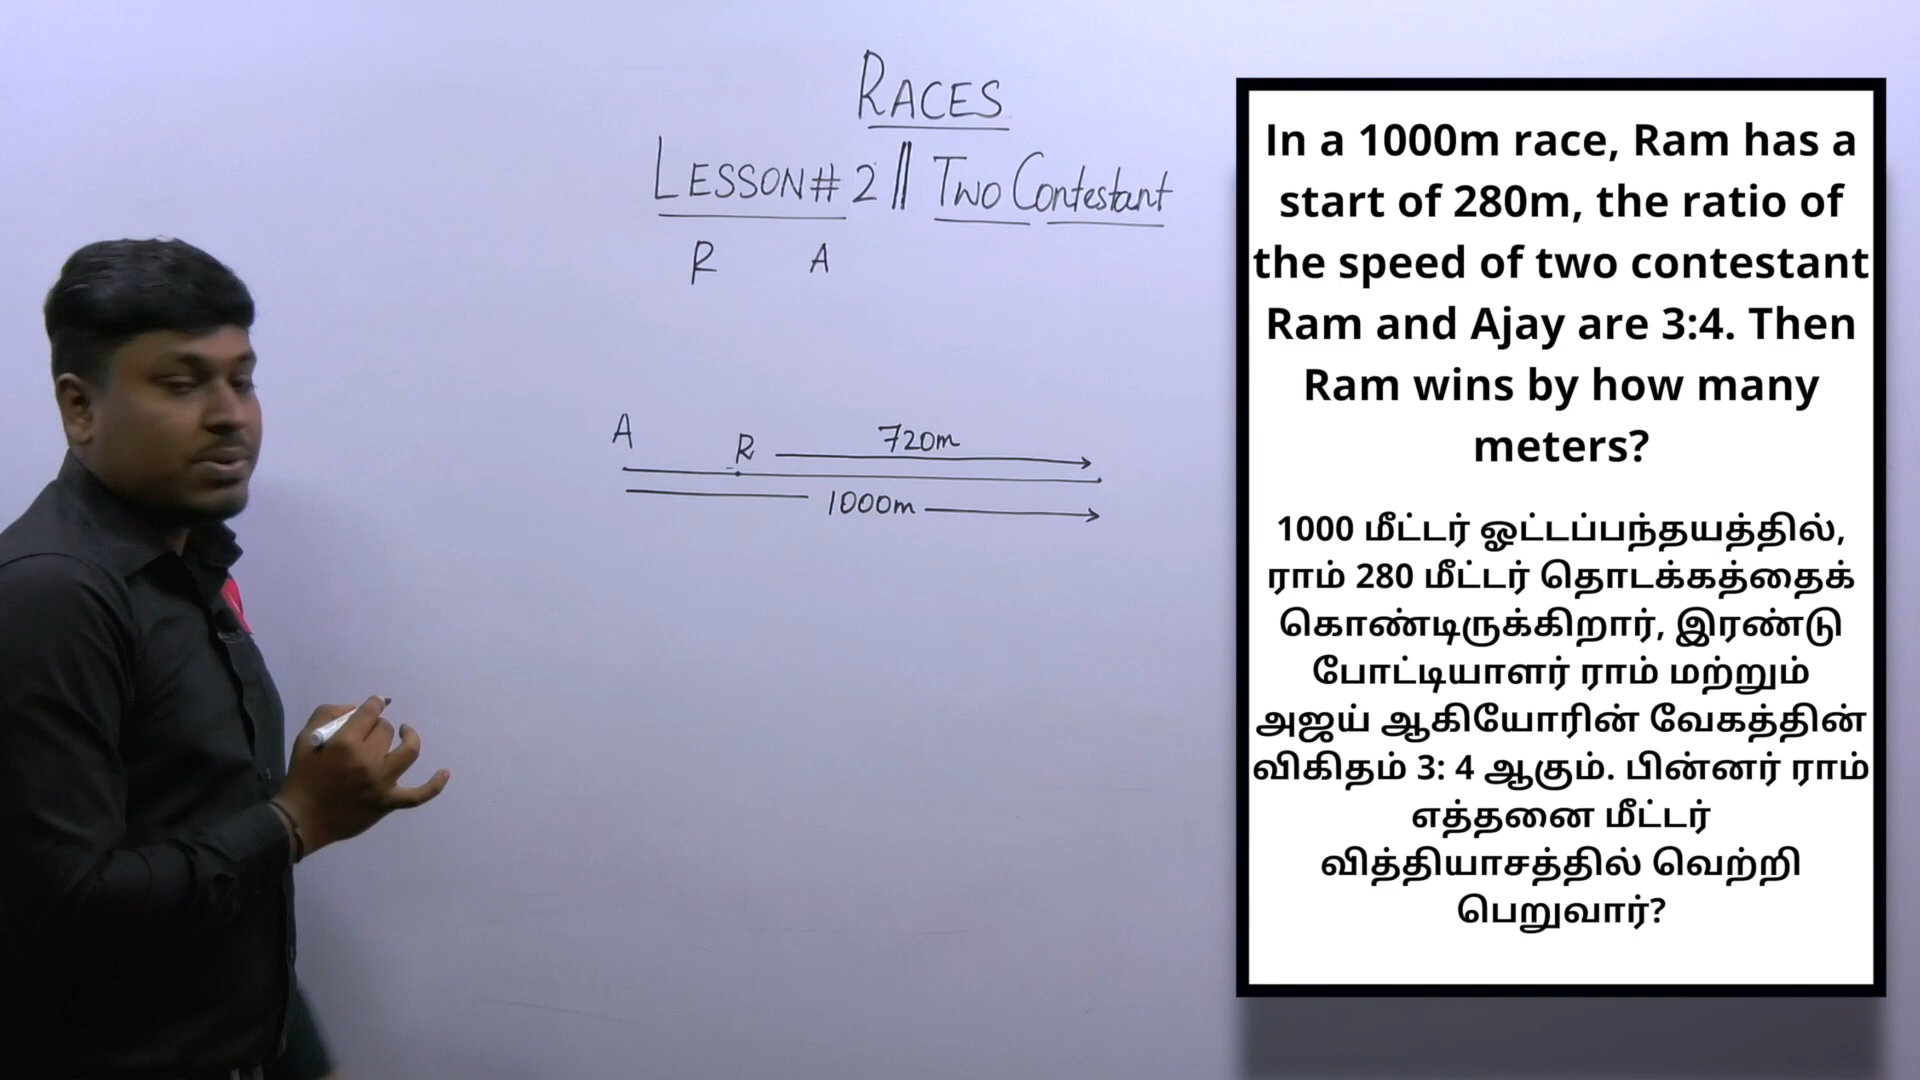 RACES
LESSON# 2 || Two Contestant
R A
A
R 720m
1000m
In a 1000m race, Ram has a
start of 280m, the ratio of
the speed of two contestant
Ram and Ajay are 3:4. Then
Ram wins by how many
meters?
1000 மீட்டர் ஓட்டப்பந்தயத்தில்,
ராம் 280 மீட்டர் தொடக்கத்தைக்
கொண்டிருக்கிறார், இரண்டு
போட்டியாளர் ராம் மற்றும்
அஜய் ஆகியோரின் வேகத்தின்
விகிதம் 3: 4 ஆகும். பின்னர் ராம்
எத்தனை மீட்டர்
வித்தியாசத்தில் வெற்றி
பெறுவார்?